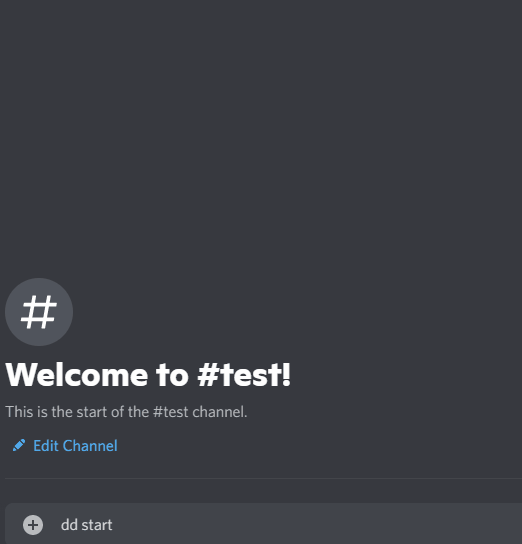 #
Welcome to #test!
This is the start of the #test channel.
Edit Channel
dd start